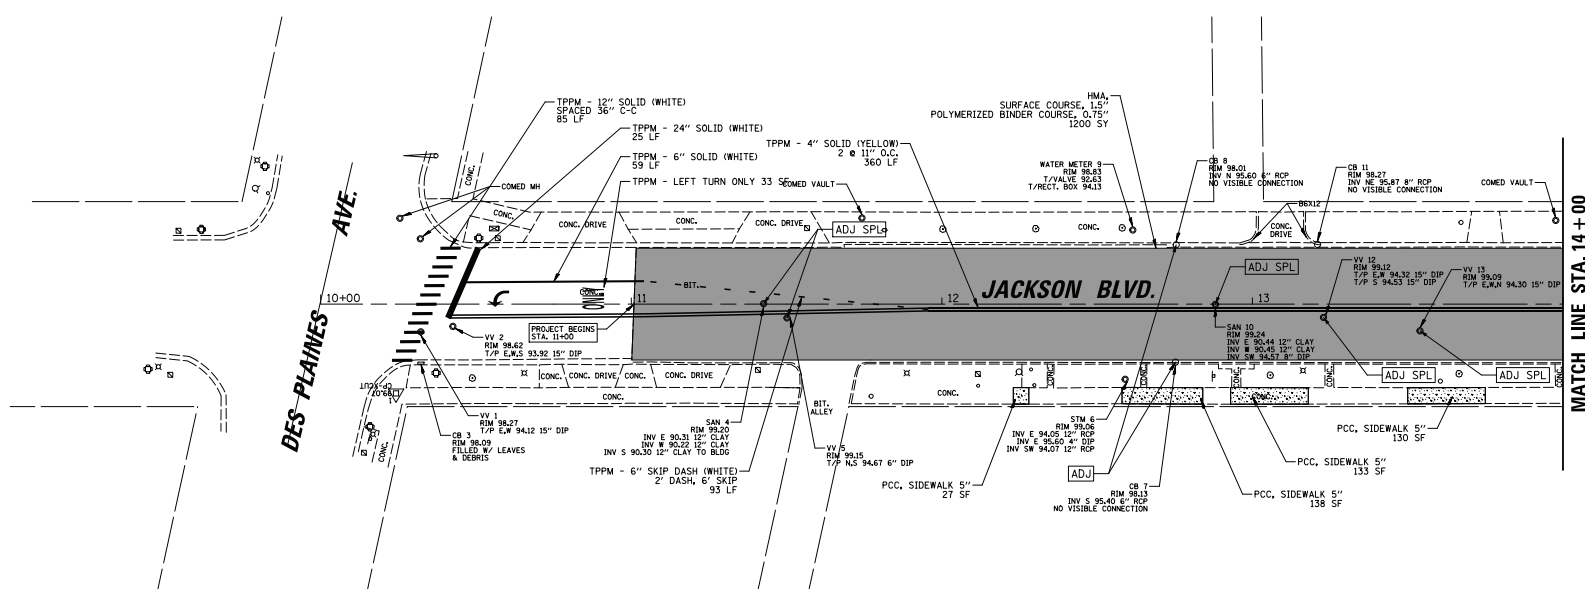 TPPM - 12" SOLID (WHITE)
SPACED 36" C-C
85 LF
TPPM - 24" SOLID (WHITE)
25 LF
TPPM - 6" SOLID (WHITE)
59 LF
TPPM - LEFT TURN ONLY 33 SF
TPPM - 4" SOLID (YELLOW)
2 @ 11" O.C.
360 LF
HMA,
SURFACE COURSE, 1.5"
POLYMERIZED BINDER COURSE, 0.75"
1200 SY
COMED MH
COMED VAULT
WATER METER 9
RIM 98.83
T/VALVE 92.63
T/RECT. BOX 94.13
CB 8
RIM 98.01
INV N 95.60 6" RCP
NO VISIBLE CONNECTION
CB 11
RIM 98.27
INV NE 95.87 8" RCP
NO VISIBLE CONNECTION
COMED VAULT
B6X12
CONC.
CONC.
CONC.
CONC. DRIVE
CONC.
CONC. DRIVE
ADJ SPL
CONC.
CONC.
DRIVE
DES PLAINES AVE.
10+00
11
12
13
BIT.
ONLY
JACKSON BLVD.
ADJ SPL
VV 12
RIM 99.12
T/P E,W 94.32 15" DIP
T/P S 94.53 15" DIP
VV 13
RIM 99.09
T/P E,W,N 94.30 15" DIP
MATCH LINE STA. 14+00
PROJECT BEGINS
STA. 11+00
VV 2
RIM 98.62
T/P E,W,S 93.92 15" DIP
SAN 10
RIM 99.24
INV E 90.44 12" CLAY
INV W 90.45 12" CLAY
INV SW 94.57 8" DIP
ADJ SPL
ADJ SPL
CONC.
CONC. DRIVE
CONC.
CONC. DRIVE
CONC.
CONC.
CONC.
CONC.
CONC.
CONC.
CONC.
CONC.
CONC.
CP-XCUT
99.07
1
BIT.
ALLEY
VV 1
RIM 98.27
T/P E,W 94.12 15" DIP
CB 3
RIM 98.09
FILLED W/ LEAVES
& DEBRIS
SAN 4
RIM 99.20
INV E 90.31 12" CLAY
INV W 90.22 12" CLAY
INV S 90.30 12" CLAY TO BLDG
TPPM - 6" SKIP DASH (WHITE)
2' DASH, 6' SKIP
93 LF
VV 5
RIM 99.15
T/P N,S 94.67 6" DIP
STM 6
RIM 99.06
INV E 94.05 12" RCP
INV E 95.60 4" DIP
INV SW 94.07 12" RCP
ADJ
CB 7
RIM 98.13
INV S 95.40 6" RCP
NO VISIBLE CONNECTION
PCC, SIDEWALK 5"
27 SF
PCC, SIDEWALK 5"
138 SF
PCC, SIDEWALK 5"
133 SF
PCC, SIDEWALK 5"
130 SF